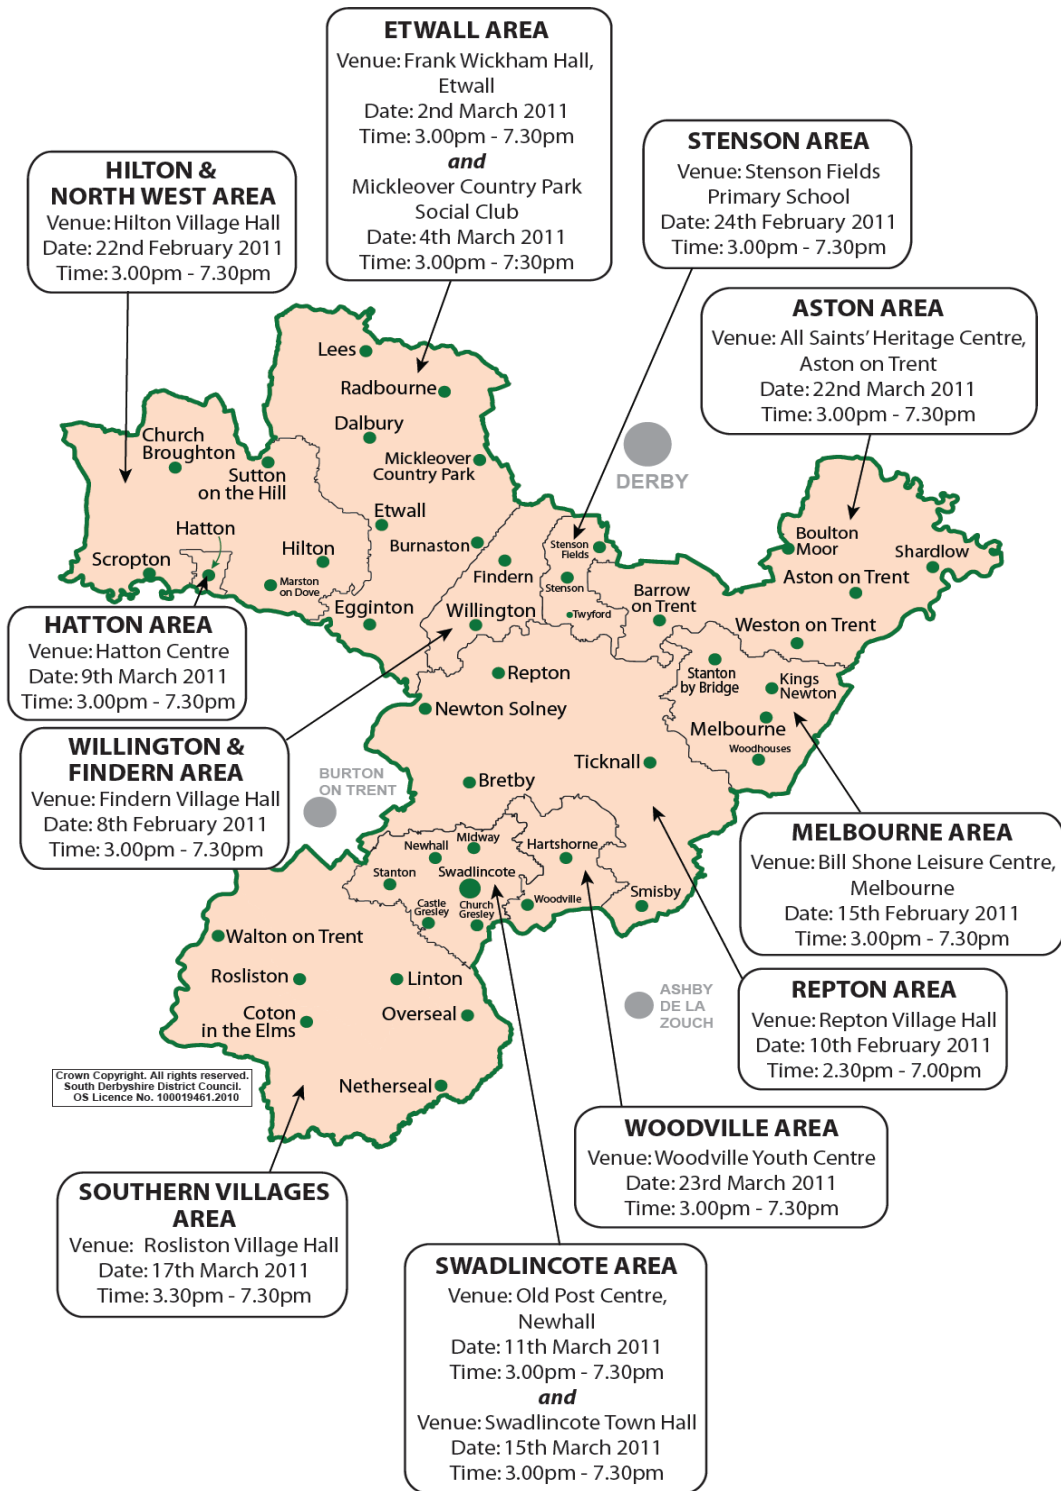 ETWALL AREA
Venue: Frank Wickham Hall,
Etwall
Date: 2nd March 2011
Time: 3.00pm - 7.30pm
and
Mickleover Country Park
Social Club
Date: 4th March 2011
Time: 3.00pm - 7:30pm
STENSON AREA
Venue: Stenson Fields
Primary School
Date: 24th February 2011
Time: 3.00pm - 7.30pm
HILTON &
NORTH WEST AREA
Venue: Hilton Village Hall
Date: 22nd February 2011
Time: 3.00pm - 7.30pm
ASTON AREA
Venue: All Saints' Heritage Centre,
Aston on Trent
Date: 22nd March 2011
Time: 3.00pm - 7.30pm
Lees
Radbourne
Dalbury
Church
Broughton
Sutton
on the Hill
Mickleover
Country Park
DERBY
Etwall
Hatton
Burnaston
Hilton
Scropton
Marston
on Dove
Findern
Stenson
Fields
Stenson
Twyford
Boulton
Moor
Shardlow
Aston on Trent
Barrow
on Trent
Egginton
Willington
Weston on Trent
HATTON AREA
Venue: Hatton Centre
Date: 9th March 2011
Time: 3.00pm - 7.30pm
Repton
Stanton
by Bridge
Kings
Newton
Newton Solney
Melbourne
Woodhouses
WILLINGTON &
FINDERN AREA
Venue: Findern Village Hall
Date: 8th February 2011
Time: 3.00pm - 7.30pm
BURTON
ON TRENT
Bretby
Ticknall
Midway
Newhall
Hartshorne
Stanton
Swadlincote
Castle
Gresley
Church
Gresley
Woodville
Smisby
MELBOURNE AREA
Venue: Bill Shone Leisure Centre,
Melbourne
Date: 15th February 2011
Time: 3.00pm - 7.30pm
Walton on Trent
Rosliston
Linton
Coton
in the Elms
Overseal
ASHBY
DE LA
ZOUCH
REPTON AREA
Venue: Repton Village Hall
Date: 10th February 2011
Time: 2.30pm - 7.00pm
Crown Copyright. All rights reserved.
South Derbyshire District Council.
OS Licence No. 100019461.2010
Netherseal
WOODVILLE AREA
Venue: Woodville Youth Centre
Date: 23rd March 2011
Time: 3.00pm - 7.30pm
SOUTHERN VILLAGES
AREA
Venue: Rosliston Village Hall
Date: 17th March 2011
Time: 3.30pm - 7.30pm
SWADLINCOTE AREA
Venue: Old Post Centre,
Newhall
Date: 11th March 2011
Time: 3.00pm - 7.30pm
and
Venue: Swadlincote Town Hall
Date: 15th March 2011
Time: 3.00pm - 7.30pm